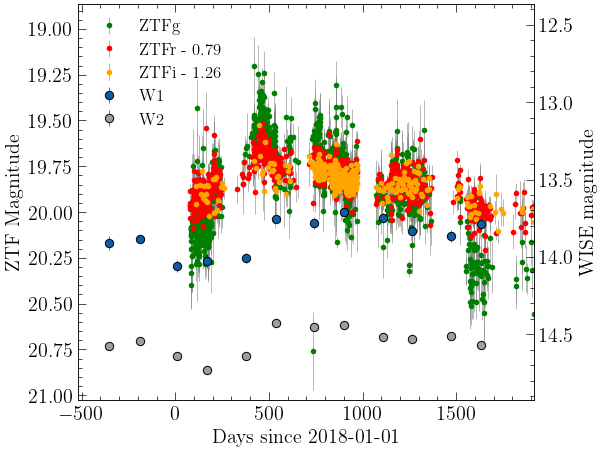 ZTFg
ZTFr - 0.79
ZTFi - 1.26
W1
W2
ZTF Magnitude
19.00
19.25
19.50
19.75
20.00
20.25
20.50
20.75
21.00
12.5
13.0
13.5
14.0
14.5
WISE magnitude
−500 0 500 1000 1500
Days since 2018-01-01